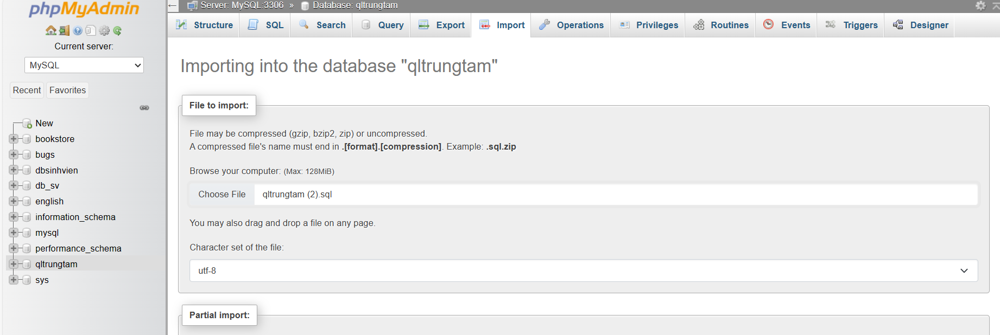 phpMyAdmin
Current server:
MySQL
Recent
Favorites
New
bookstore
bugs
dbsinhvien
db_sv
english
information_schema
mysql
performance_schema
qltrungtam
sys
Server: MySQL:3306 » Database: qltrungtam
Structure
SQL
Search
Query
Export
Import
Operations
Privileges
Routines
Events
Triggers
Designer
Importing into the database "qltrungtam"
File to import:
File may be compressed (gzip, bzip2, zip) or uncompressed.
A compressed file's name must end in .[format].[compression]. Example: .sql.zip
Browse your computer: (Max: 128MiB)
Choose File qltrungtam (2).sql
You may also drag and drop a file on any page.
Character set of the file:
utf-8
Partial import: